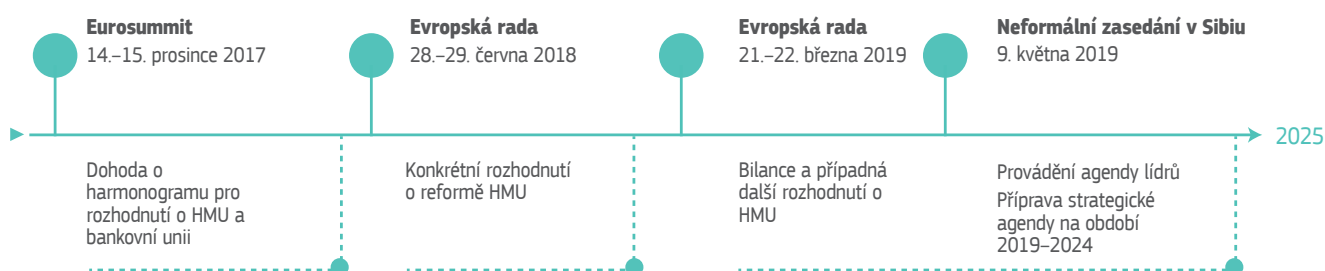 Eurosummit
14.–15. prosince 2017
Evropská rada
28.–29. června 2018
Evropská rada
21.–22. března 2019
Neformální zasedání v Sibiu
9. května 2019
2025
Dohoda o
harmonogramu pro
rozhodnutí o HMU a
bankovní unii
Konkrétní rozhodnutí
o reformě HMU
Bilance a případná
další rozhodnutí o
HMU
Provádění agendy lídrů
Příprava strategické
agendy na období
2019–2024